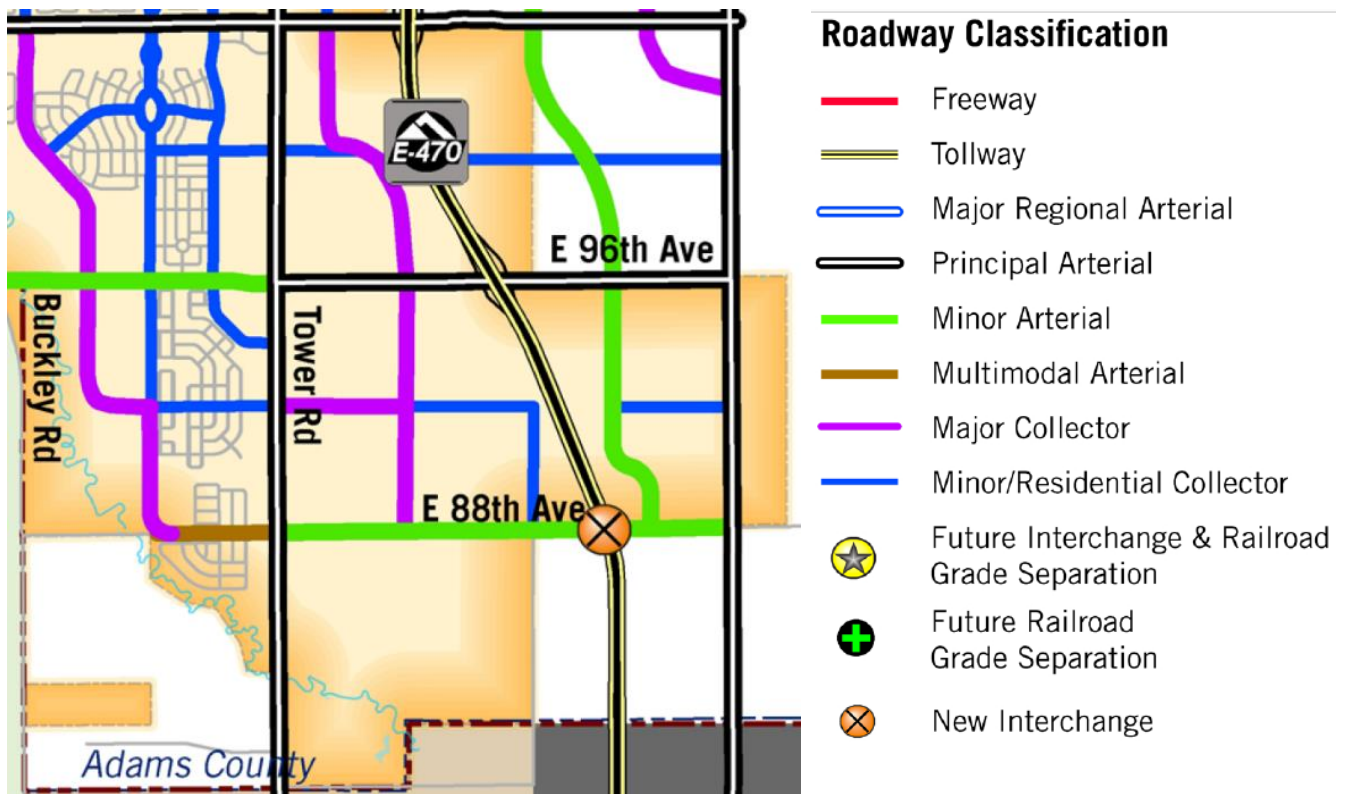 E-470
E 96th Ave
Buckley Rd
Tower Rd
E 88th Ave
Adams County
Roadway Classification
Freeway
Tollway
Major Regional Arterial
Principal Arterial
Minor Arterial
Multimodal Arterial
Major Collector
Minor/Residential Collector
Future Interchange & Railroad
Grade Separation
Future Railroad
Grade Separation
New Interchange